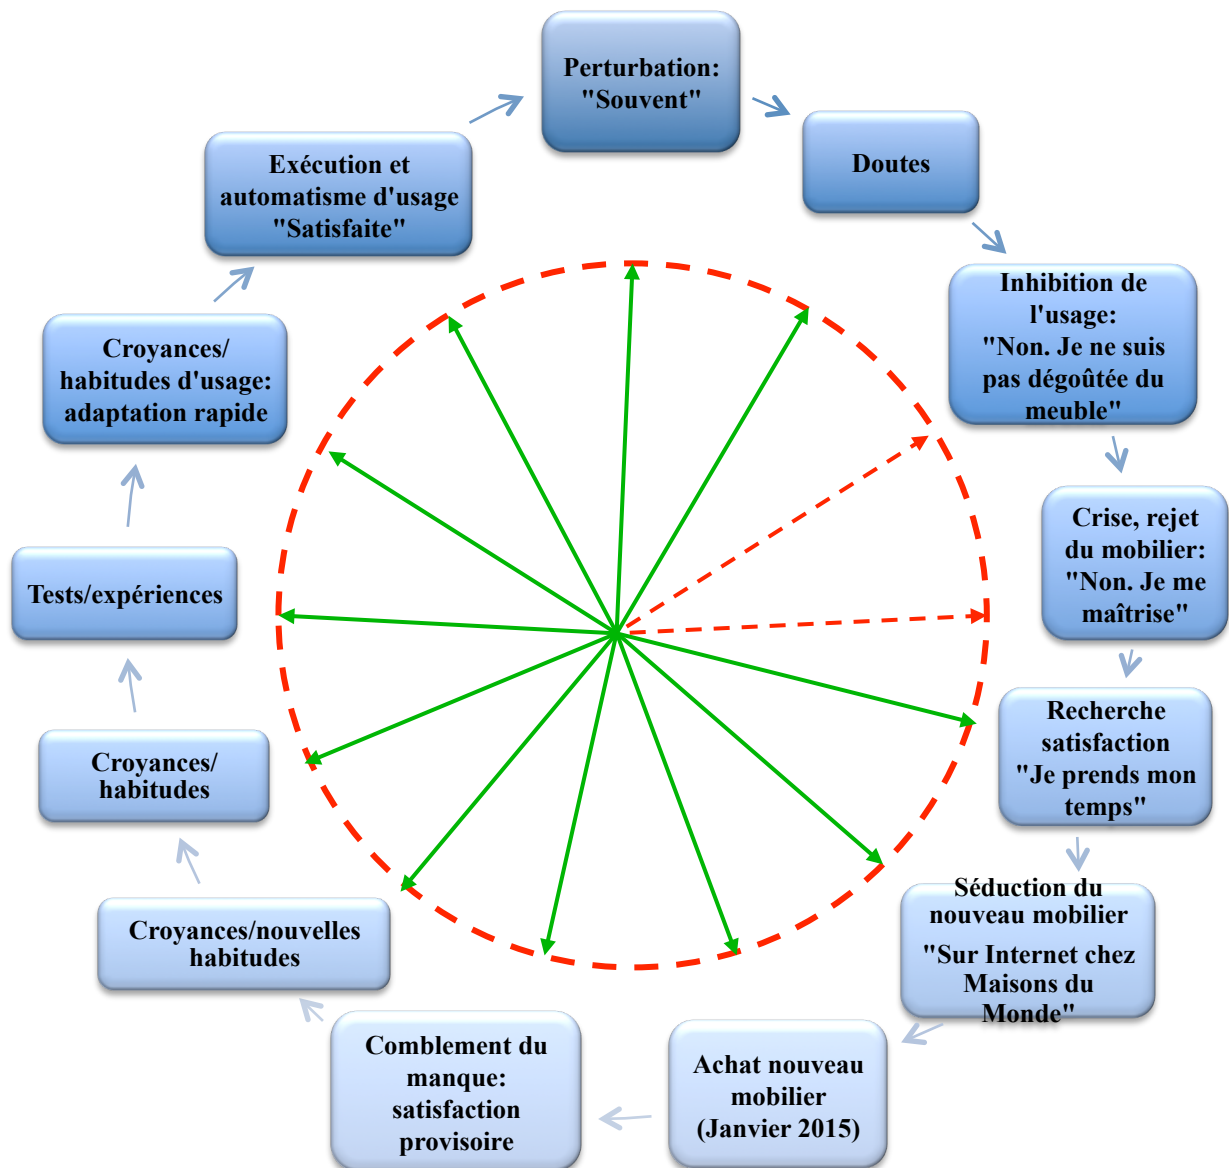 Perturbation:
"Souvent"
Doutes
Inhibition de
l'usage:
"Non. Je ne suis
pas dégoûtée du
meuble"
Crise, rejet
du mobilier:
"Non. Je me
maîtrise"
Recherche
satisfaction
"Je prends mon
temps"
Séduction du
nouveau mobilier
"Sur Internet chez
Maisons du
Monde"
Achat nouveau
mobilier
(Janvier 2015)
Comblement du
manque:
satisfaction
provisoire
Croyances/nouvelles
habitudes
Croyances/
habitudes
Tests/expériences
Croyances/
habitudes d'usage:
adaptation rapide
Exécution et
automatisme d'usage
"Satisfaite"